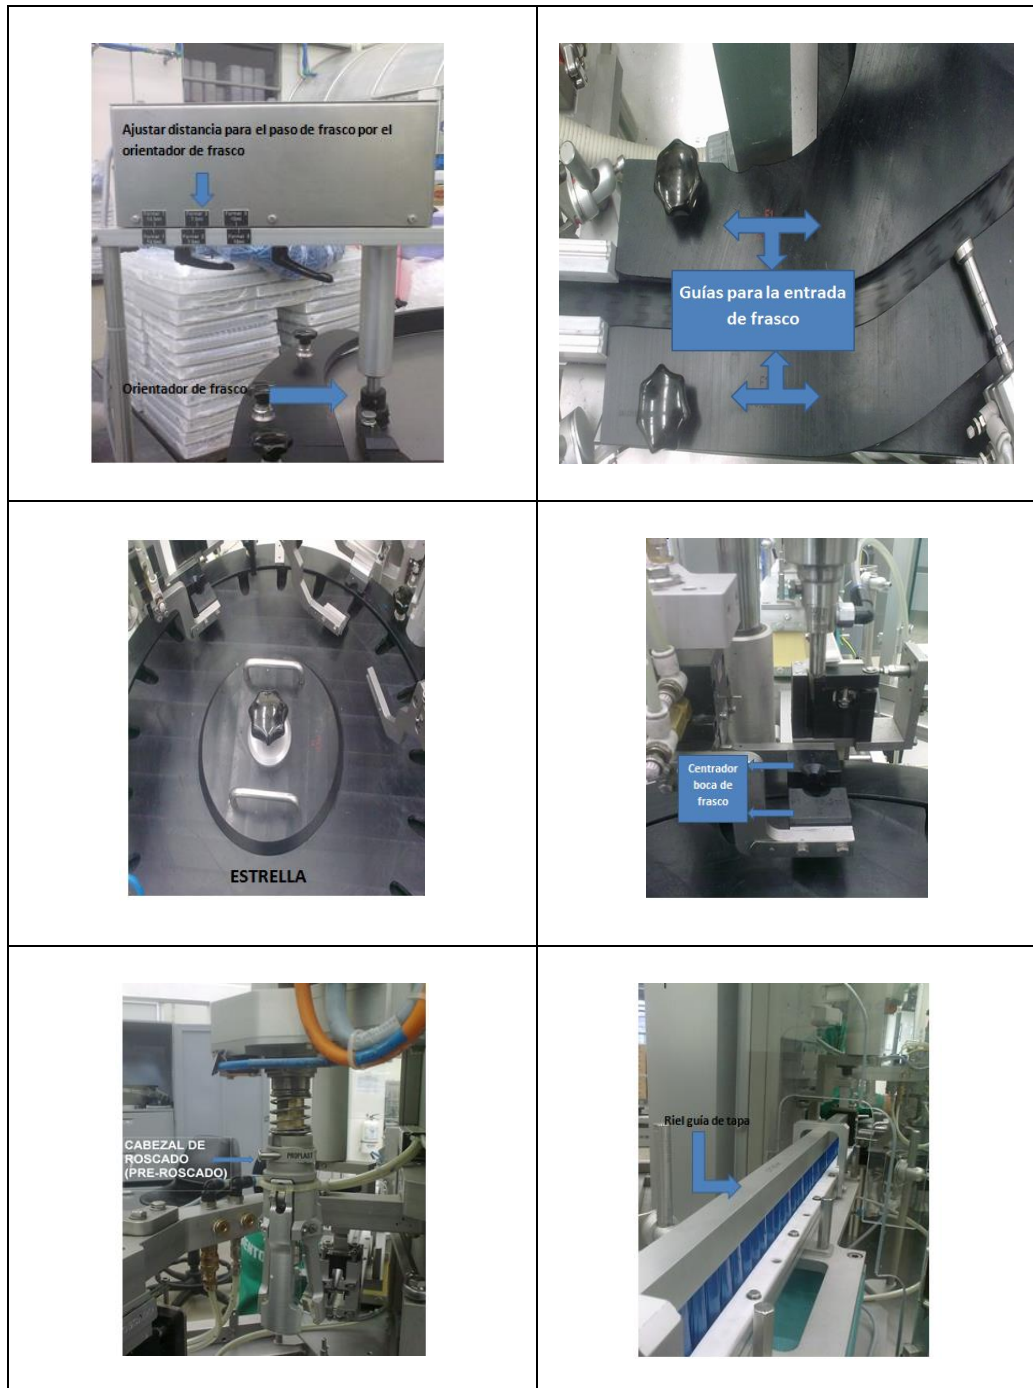 Ajustar distancia para el paso de frasco por el
orientador de frasco
Orientador de frasco
Guías para la entrada
de frasco
ESTRELLA
Centrador
boca de
frasco
CABEZAL DE
ROSCADO
(PRE-ROSCADO)
PROPLAST
Riel guía de tapa